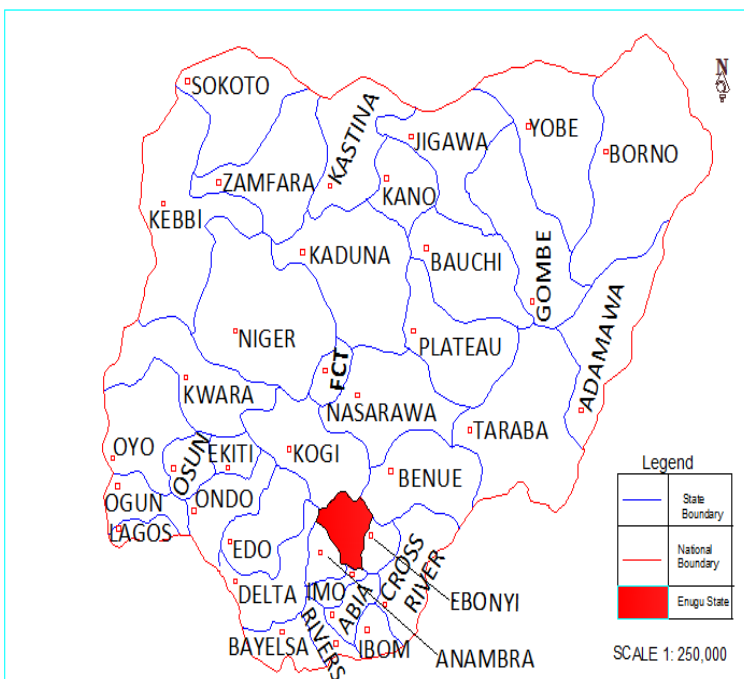 N
SOKOTO
KASTINA
JIGAWA
YOBE
BORNO
ZAMFARA
KANO
KEBBI
KADUNA
BAUCHI
GOMBE
ADAMAWA
NIGER
FCT
PLATEAU
KWARA
NASARAWA
TARABA
OYO
OSUN
EKITI
KOGI
BENUE
OGUN
ONDO
LAGOS
EDO
CROSS
RIVER
DELTA
IMO
ABIA
EBONYI
BAYELSA
RIVERS
IBOM
ANAMBRA
Legend
State
Boundary
National
Boundary
Enugu State
SCALE 1: 250,000